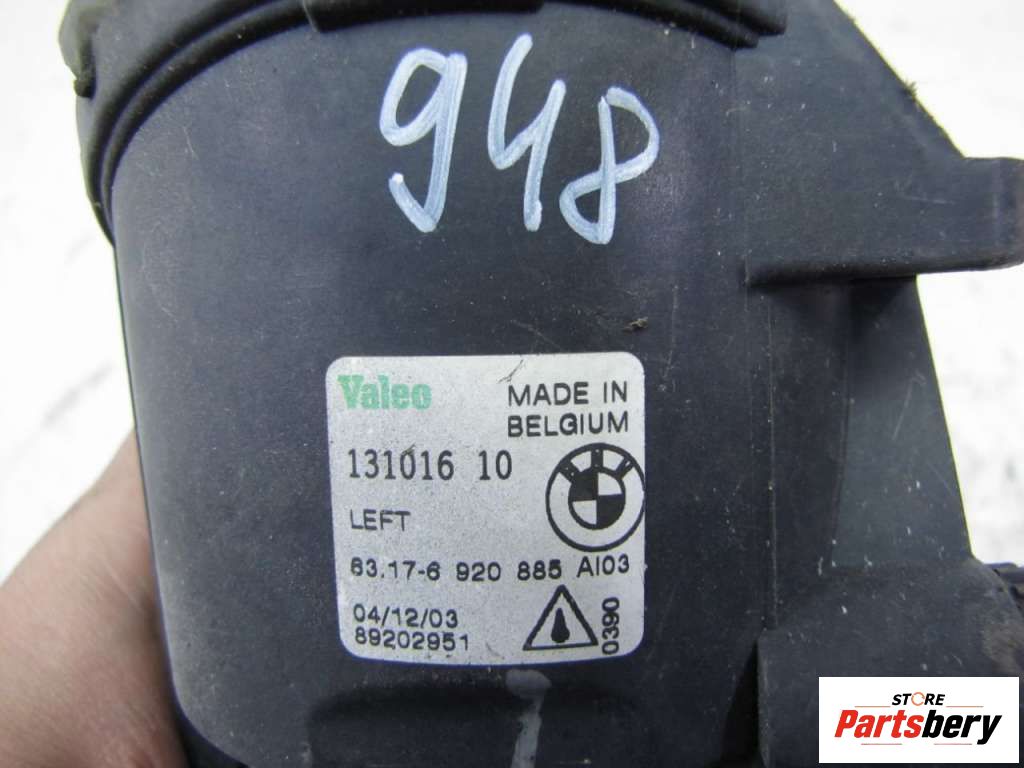 948
Valeo
MADE IN
BELGIUM
131016 10
BMW
LEFT
63.17-6 920 885 AI03
04/12/03
89202951
0390
STORE
Partsbery